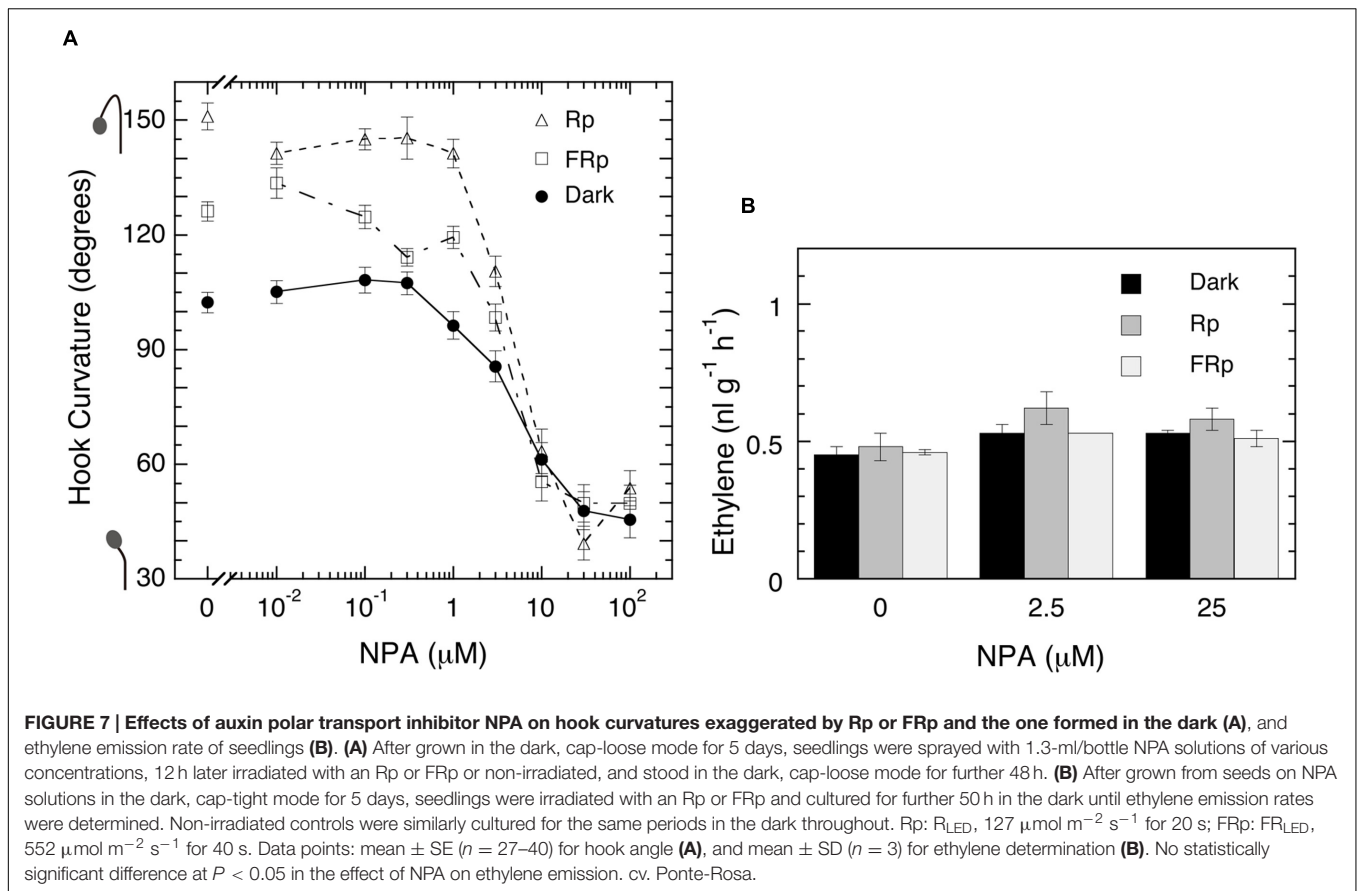 A
Hook Curvature (degrees)
150
120
90
60
30
Rp
FRp
Dark
0 10⁻² 10⁻¹ 1 10 10²
NPA (μM)
B
Ethylene (nl g⁻¹ h⁻¹)
1
0.5
0
Dark
Rp
FRp
0 2.5 25
NPA (μM)
FIGURE 7 | Effects of auxin polar transport inhibitor NPA on hook curvatures exaggerated by Rp or FRp and the one formed in the dark (A), and
ethylene emission rate of seedlings (B). (A) After grown in the dark, cap-loose mode for 5 days, seedlings were sprayed with 1.3-ml/bottle NPA solutions of various
concentrations, 12 h later irradiated with an Rp or FRp or non-irradiated, and stood in the dark, cap-loose mode for further 48 h. (B) After grown from seeds on NPA
solutions in the dark, cap-tight mode for 5 days, seedlings were irradiated with an Rp or FRp and cultured for further 50 h in the dark until ethylene emission rates
were determined. Non-irradiated controls were similarly cultured for the same periods in the dark throughout. Rp: R_LED, 127 μmol m⁻² s⁻¹ for 20 s; FRp: FR_LED,
552 μmol m⁻² s⁻¹ for 40 s. Data points: mean ± SE (n = 27–40) for hook angle (A), and mean ± SD (n = 3) for ethylene determination (B). No statistically
significant difference at P < 0.05 in the effect of NPA on ethylene emission. cv. Ponte-Rosa.